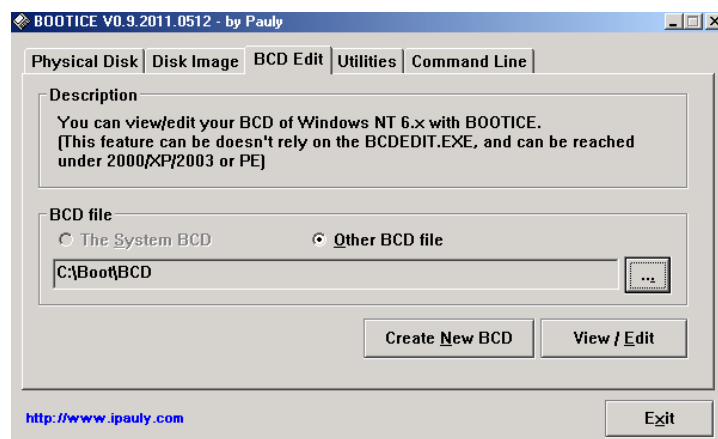 BOOTICE V0.9.2011.0512 - by Pauly
Physical Disk Disk Image BCD Edit Utilities Command Line
Description
You can view/edit your BCD of Windows NT 6.x with BOOTICE.
(This feature can be doesn't rely on the BCDEDIT.EXE, and can be reached
under 2000/XP/2003 or PE)
BCD file
The System BCD Other BCD file
C:\Boot\BCD ...
Create New BCD View / Edit
http://www.ipauly.com Exit